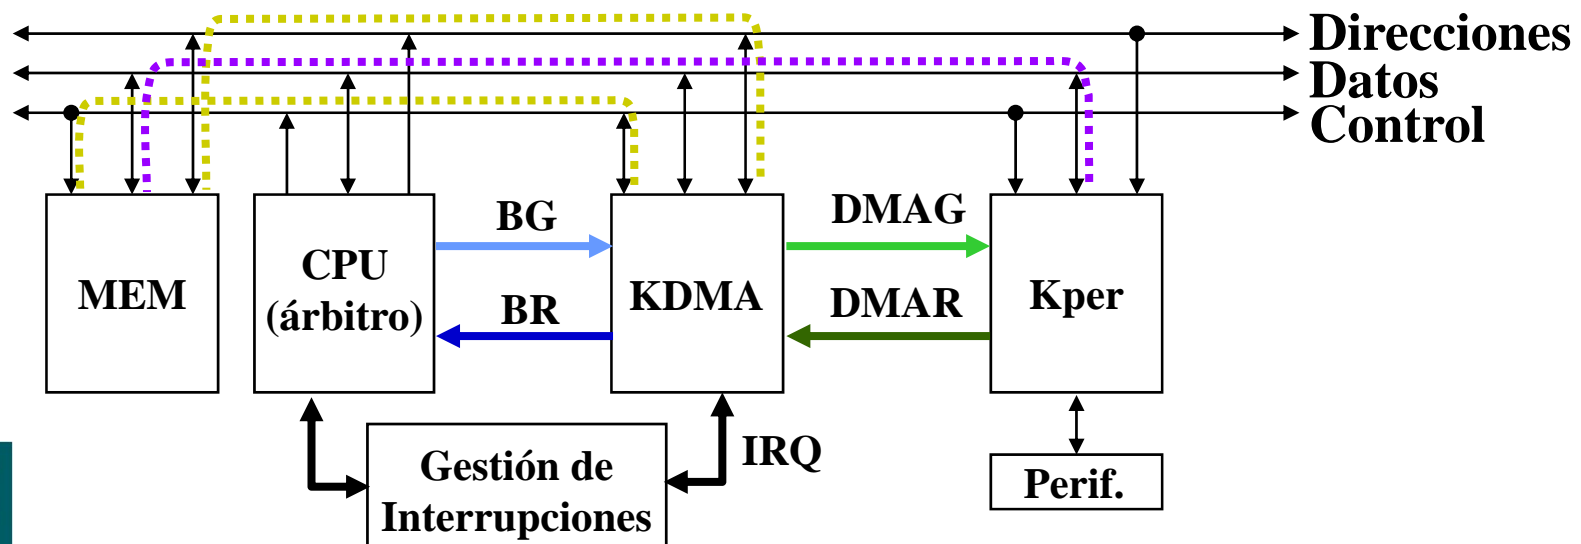 Direcciones
Datos
Control
BG
DMAG
MEM
CPU
(árbitro)
BR
KDMA
DMAR
Kper
IRQ
Gestión de
Interrupciones
Perif.